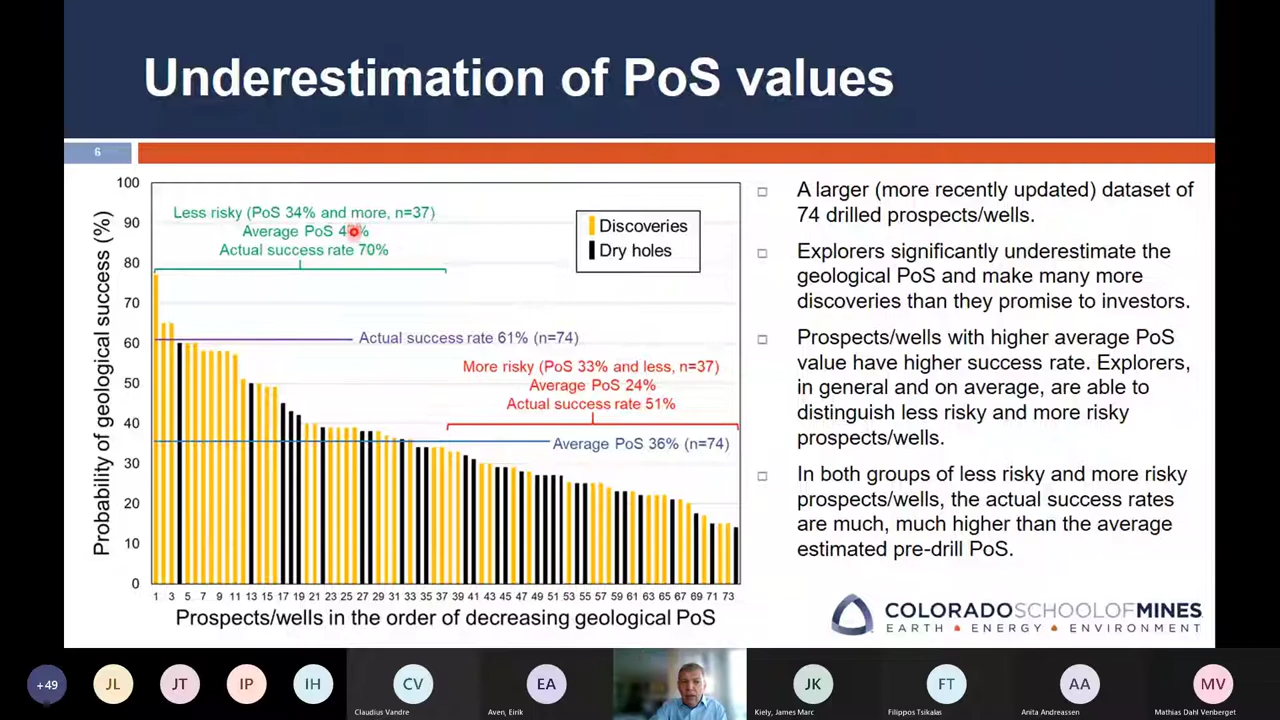 Underestimation of PoS values
6
100
90
80
70
60
50
40
30
20
10
0
Probability of geological success (%)
Less risky (PoS 34% and more, n=37)
Average PoS
Actual success rate 70%
Discoveries
Dry holes
Actual success rate 61% (n=74)
More risky (PoS 33% and less, n=37)
Average PoS 24%
Actual success rate 51%
Average PoS 36% (n=74)
1 3 5 7 9 11 13 15 17 19 21 23 25 27 29 31 33 35 37 39 41 43 45 47 49 51 53 55 57 59 61 63 65 67 69 71 73
Prospects/wells in the order of decreasing geological PoS
A larger (more recently updated) dataset of
74 drilled prospects/wells.
Explorers significantly underestimate the
geological PoS and make many more
discoveries than they promise to investors.
Prospects/wells with higher average PoS
value have higher success rate. Explorers,
in general and on average, are able to
distinguish less risky and more risky
prospects/wells.
In both groups of less risky and more risky
prospects/wells, the actual success rates
are much, much higher than the average
estimated pre-drill PoS.
COLORADOSCHOOLOFMINES
EARTH • ENERGY • ENVIRONMENT
+49
JL
JT
IP
IH
CV
Claudius Vandre
EA
Aven, Eirik
JK
Kiely, James Marc
FT
Filippos Tsikalas
AA
Anita Andreassen
MV
Mathias Dahl Venberget